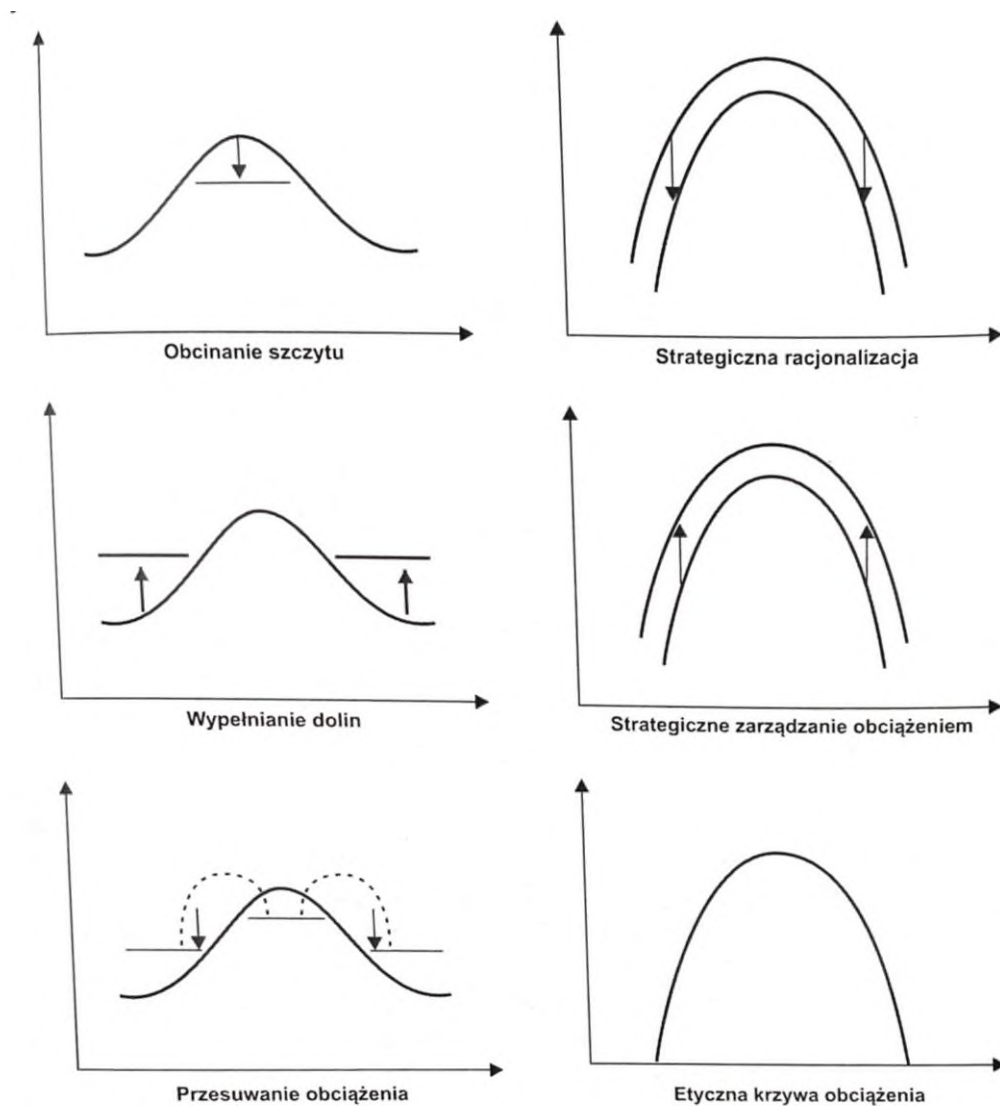 Obcinanie szczytu
Strategiczna racjonalizacja
Wypełnianie dolin
Strategiczne zarządzanie obciążeniem
Przesuwanie obciążenia
Etyczna krzywa obciążenia